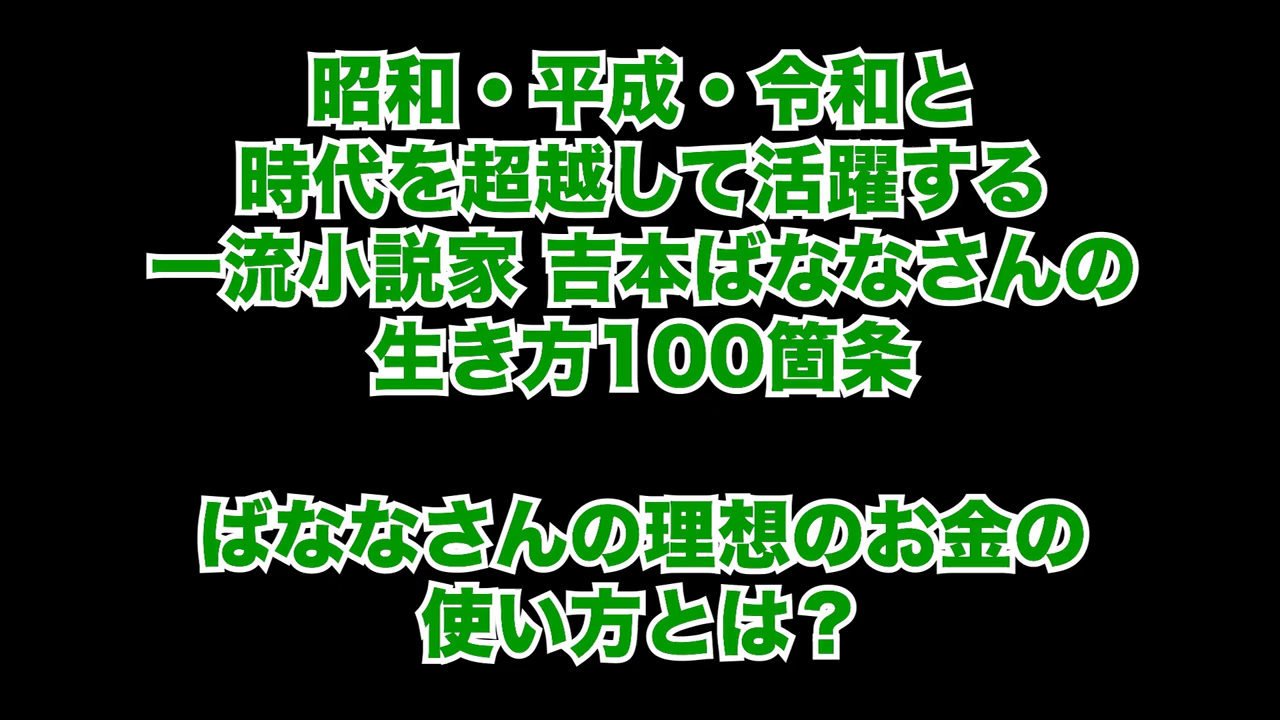 昭和・平成・令和と
時代を超越して活躍する
一流小説家 吉本ばななさんの
生き方100箇条
ばななさんの理想のお金の
使い方とは？